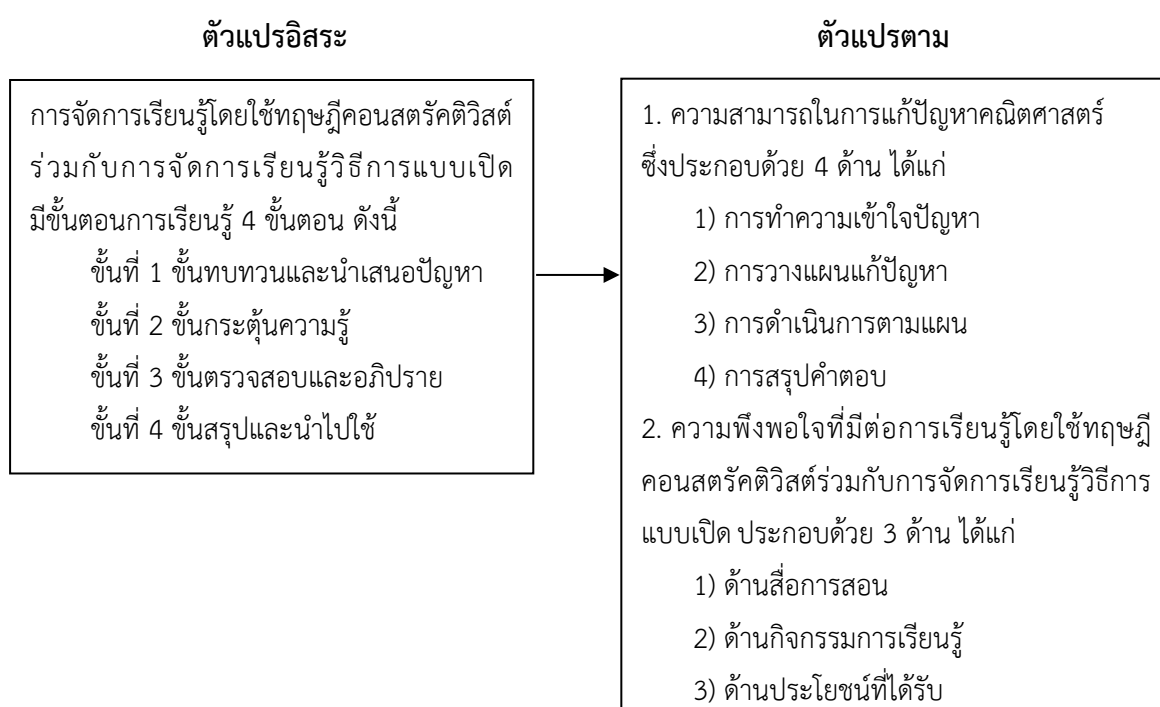 ตัวแปรอิสระ
การจัดการเรียนรู้โดยใช้ทฤษฎีคอนสตรัคติวิสต์
ร่วมกับการจัดการเรียนรู้วิธีการแบบเปิด
มีขั้นตอนการเรียนรู้ 4 ขั้นตอน ดังนี้
ขั้นที่ 1 ขั้นทบทวนและนำเสนอปัญหา
ขั้นที่ 2 ขั้นกระตุ้นความรู้
ขั้นที่ 3 ขั้นตรวจสอบและอภิปราย
ขั้นที่ 4 ขั้นสรุปและนำไปใช้
ตัวแปรตาม
1. ความสามารถในการแก้ปัญหาคณิตศาสตร์
ซึ่งประกอบด้วย 4 ด้าน ได้แก่
1) การทำความเข้าใจปัญหา
2) การวางแผนแก้ปัญหา
3) การดำเนินการตามแผน
4) การสรุปคำตอบ
2. ความพึงพอใจที่มีต่อการเรียนรู้โดยใช้ทฤษฎี
คอนสตรัคติวิสต์ร่วมกับการจัดการเรียนรู้วิธีการ
แบบเปิด ประกอบด้วย 3 ด้าน ได้แก่
1) ด้านสื่อการสอน
2) ด้านกิจกรรมการเรียนรู้
3) ด้านประโยชน์ที่ได้รับ